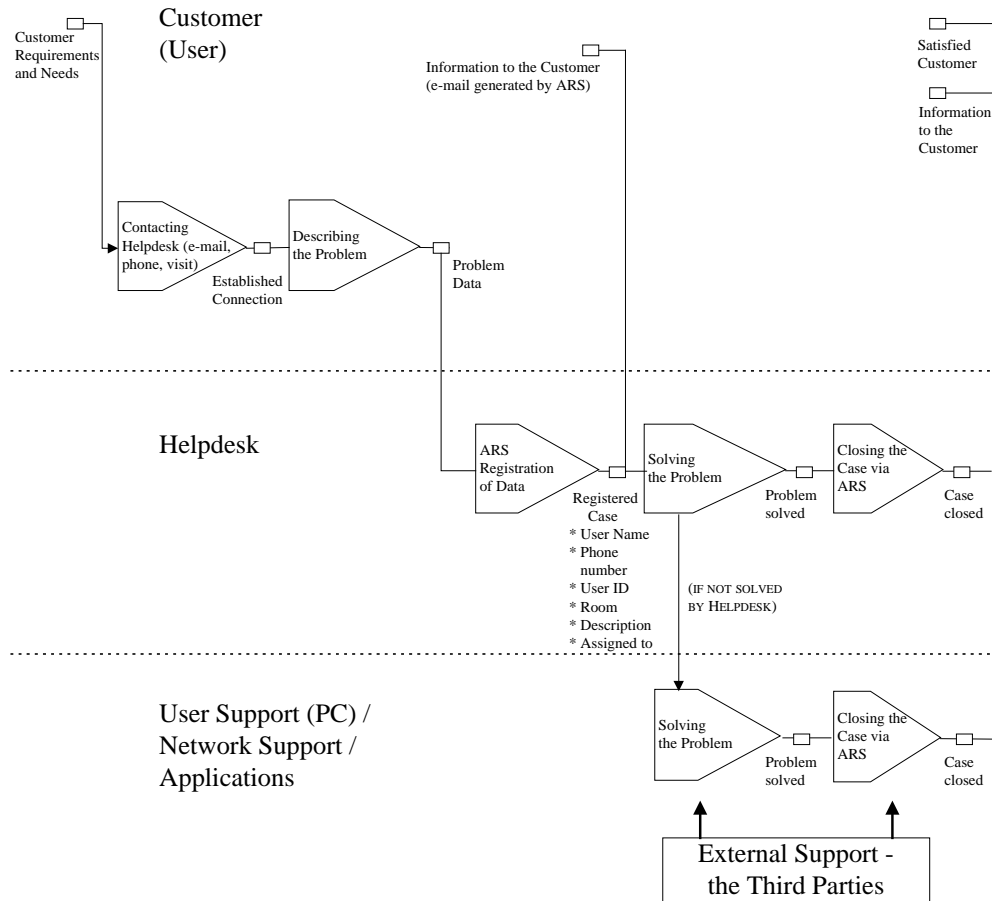 Customer
(User)
Customer
Requirements
and Needs
Information to the Customer
(e-mail generated by ARS)
Satisfied
Customer
Information
to the
Customer
Contacting
Helpdesk (e-mail,
phone, visit)
Established
Connection
Describing
the Problem
Problem
Data
Helpdesk
ARS
Registration
of Data
Registered
Case
* User Name
* Phone
number
* User ID
* Room
* Description
* Assigned to
Solving
the Problem
Problem
solved
Closing the
Case via
ARS
Case
closed
(IF NOT SOLVED
BY HELPDESK)
User Support (PC) /
Network Support /
Applications
Solving
the Problem
Problem
solved
Closing the
Case via
ARS
Case
closed
External Support -
the Third Parties